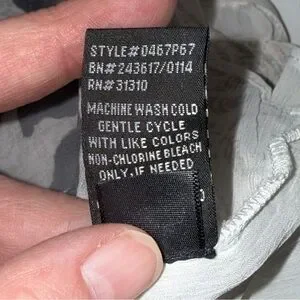 STYLE# 0467P67
BN# 243617/0114
RN# 31310
MACHINE WASH COLD
GENTLE CYCLE
WITH LIKE COLORS
NON-CHLORINE BLEACH
ONLY, IF NEEDED